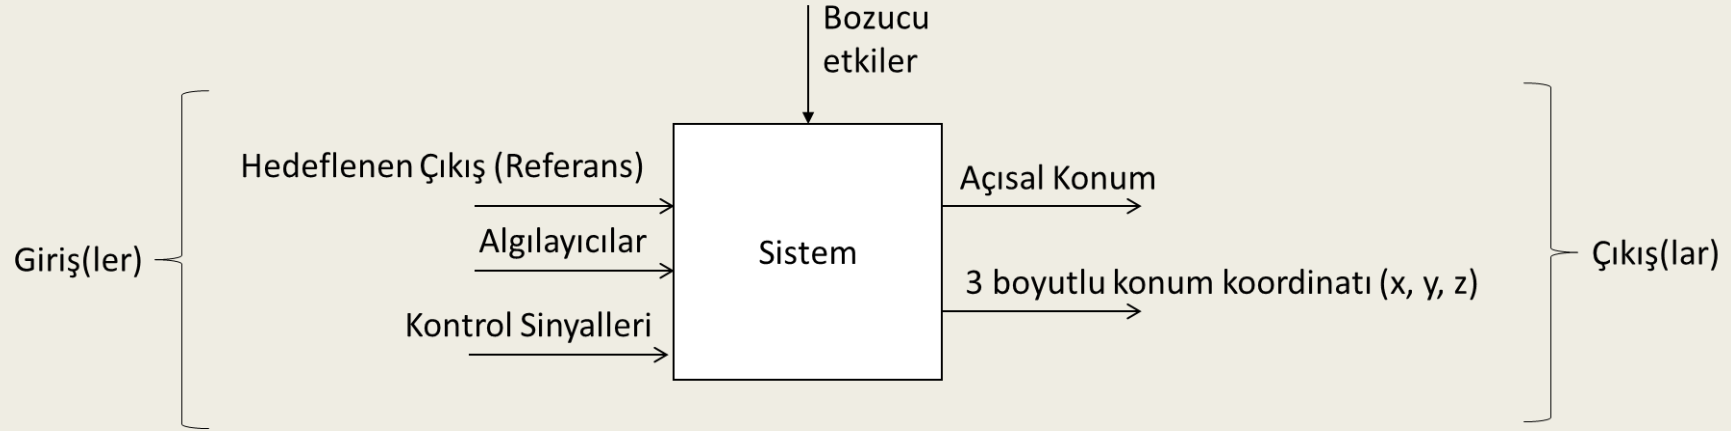 Bozucu
etkiler
Hedeflenen Çıkış (Referans)
Açısal Konum
Algılayıcılar
Giriş(ler)
Sistem
Çıkış(lar)
3 boyutlu konum koordinatı (x, y, z)
Kontrol Sinyalleri